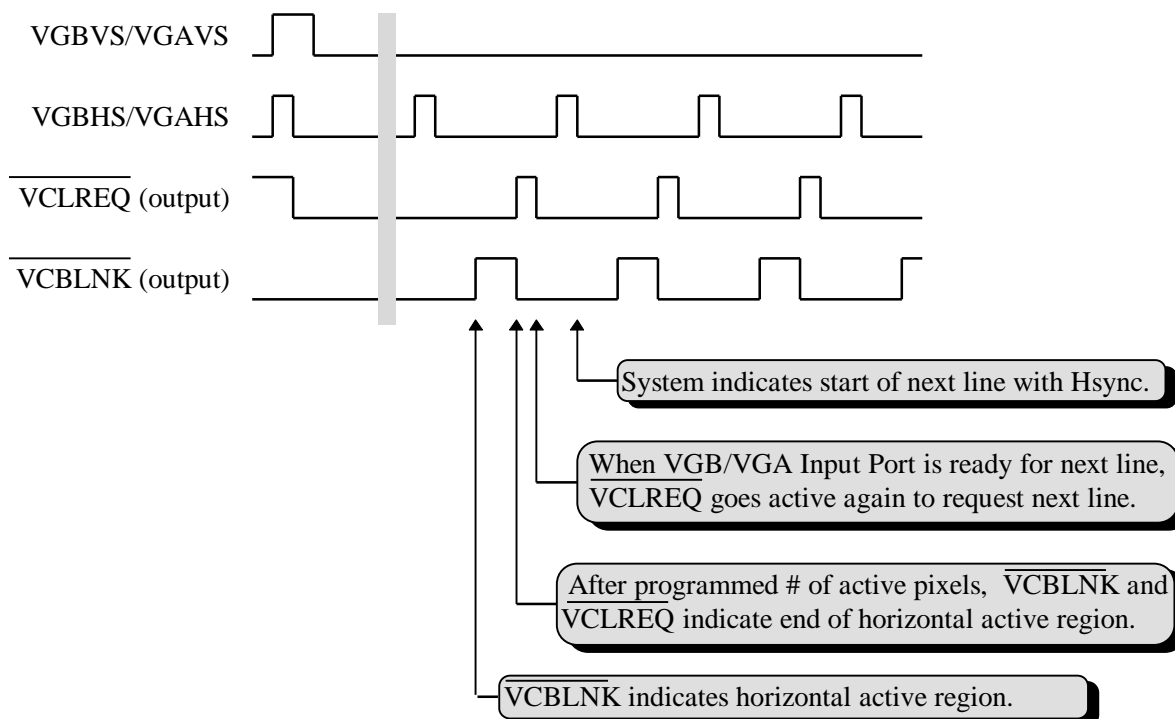 VGBVS/VGAVS
VGBHS/VGAHS
VCLREQ (output)
VCBLNK (output)
System indicates start of next line with Hsync.
When VGB/VGA Input Port is ready for next line,
VCLREQ goes active again to request next line.
After programmed # of active pixels, VCBLNK and
VCLREQ indicate end of horizontal active region.
VCBLNK indicates horizontal active region.